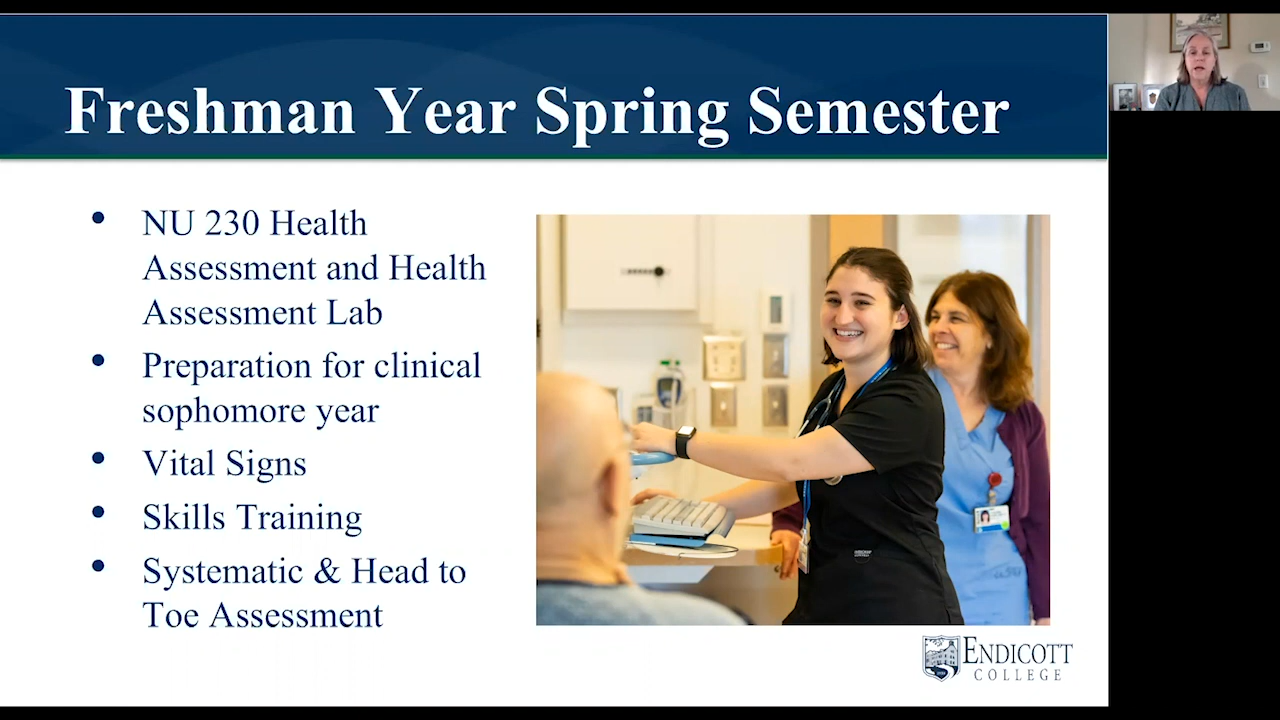 Freshman Year Spring Semester
• NU 230 Health
Assessment and Health
Assessment Lab
• Preparation for clinical
sophomore year
• Vital Signs
• Skills Training
• Systematic & Head to
Toe Assessment
ENDICOTT
COLLEGE